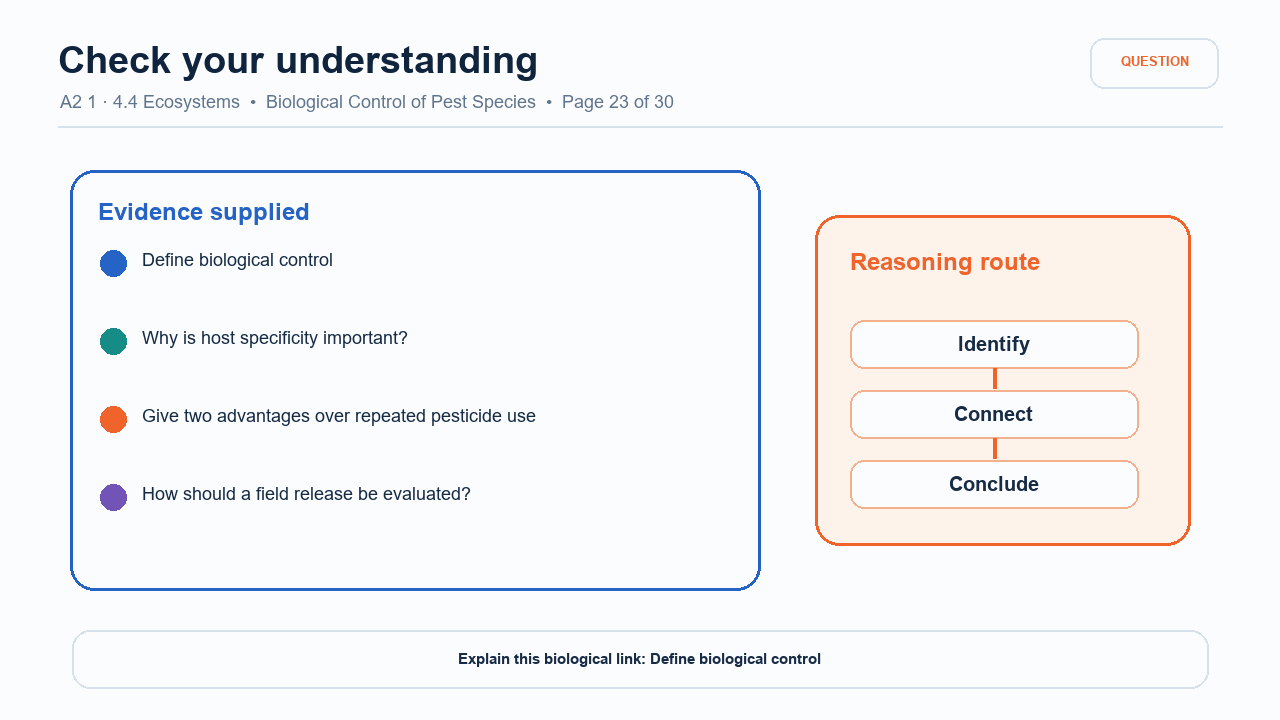 Check your understanding
QUESTION
A2 1 · 4.4 Ecosystems • Biological Control of Pest Species • Page 23 of 30
Evidence supplied
Define biological control
Why is host specificity important?
Give two advantages over repeated pesticide use
How should a field release be evaluated?
Reasoning route
Identify
Connect
Conclude
Explain this biological link: Define biological control